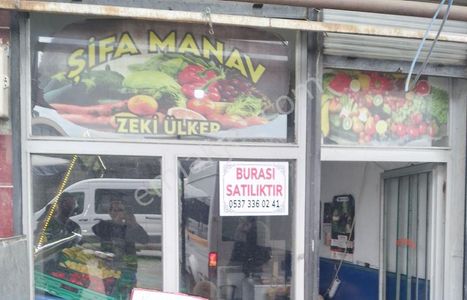 ŞİFA MANAV
ZEKİ ÜLKER
BURASI
SATILIKTIR
0537 336 02 41